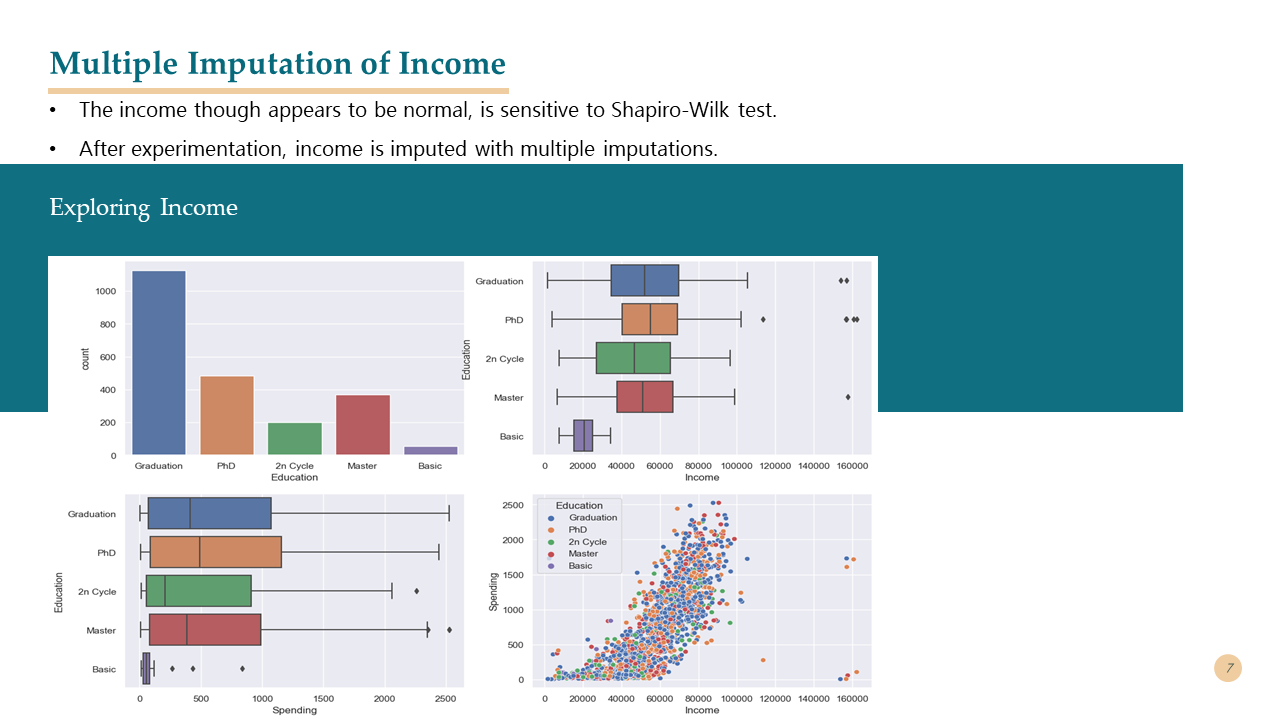 Multiple Imputation of Income
• The income though appears to be normal, is sensitive to Shapiro-Wilk test.
• After experimentation, income is imputed with multiple imputations.
Exploring Income
1000
800
600
400
200
0
count
Graduation PhD 2n Cycle Master Basic
Education
Graduation
PhD
2n Cycle
Master
Basic
Education
0 20000 40000 60000 80000 100000 120000 140000 160000
Income
Graduation
PhD
2n Cycle
Master
Basic
Education
0 500 1000 1500 2000 2500
Spending
2500
2000
1500
1000
500
0
Spending
Education
Graduation
PhD
2n Cycle
Master
Basic
0 20000 40000 60000 80000 100000 120000 140000 160000
Income
7